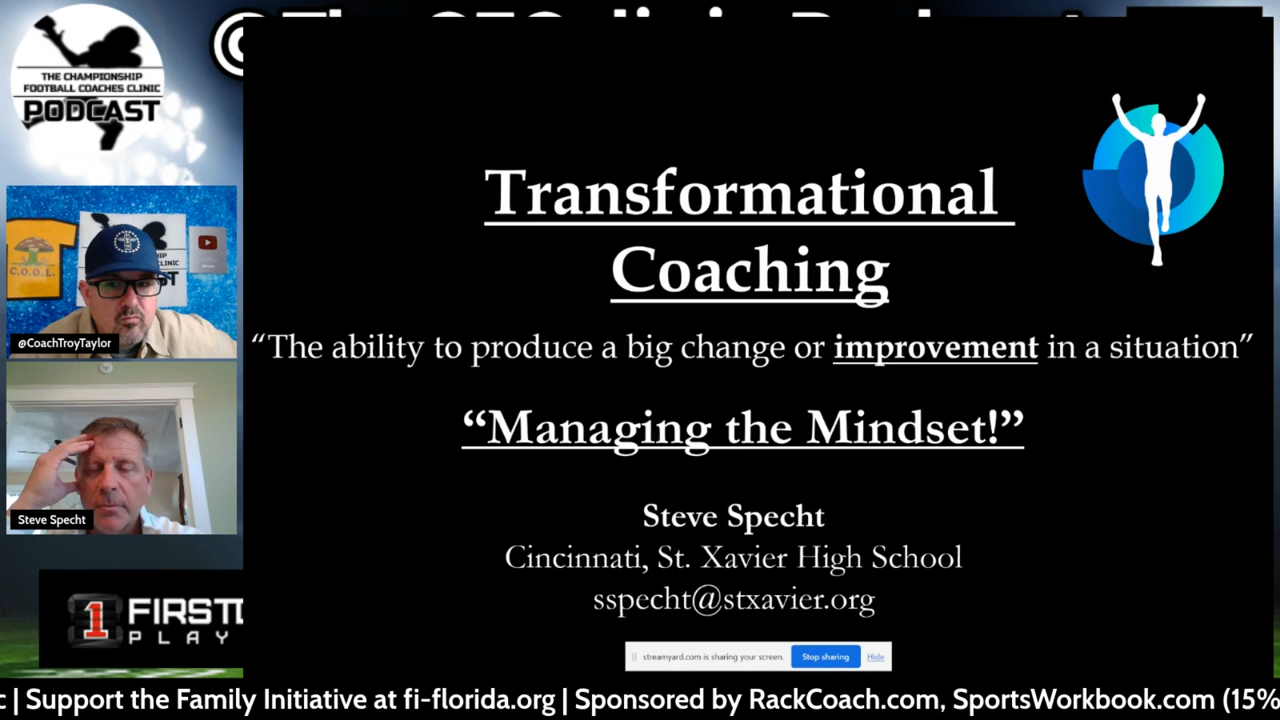 THE CHAMPIONSHIP
FOOTBALL COACHES CLINIC
PODCAST
C.O.O.L.
@CoachTroyTaylor
Steve Specht
1 FIRST
PLAY
Transformational
Coaching
“The ability to produce a big change or improvement in a situation”
“Managing the Mindset!”
Steve Specht
Cincinnati, St. Xavier High School
sspecht@stxavier.org
streamyard.com is sharing your screen. Stop sharing Hide
c | Support the Family Initiative at fi-florida.org | Sponsored by RackCoach.com, SportsWorkbook.com (15%